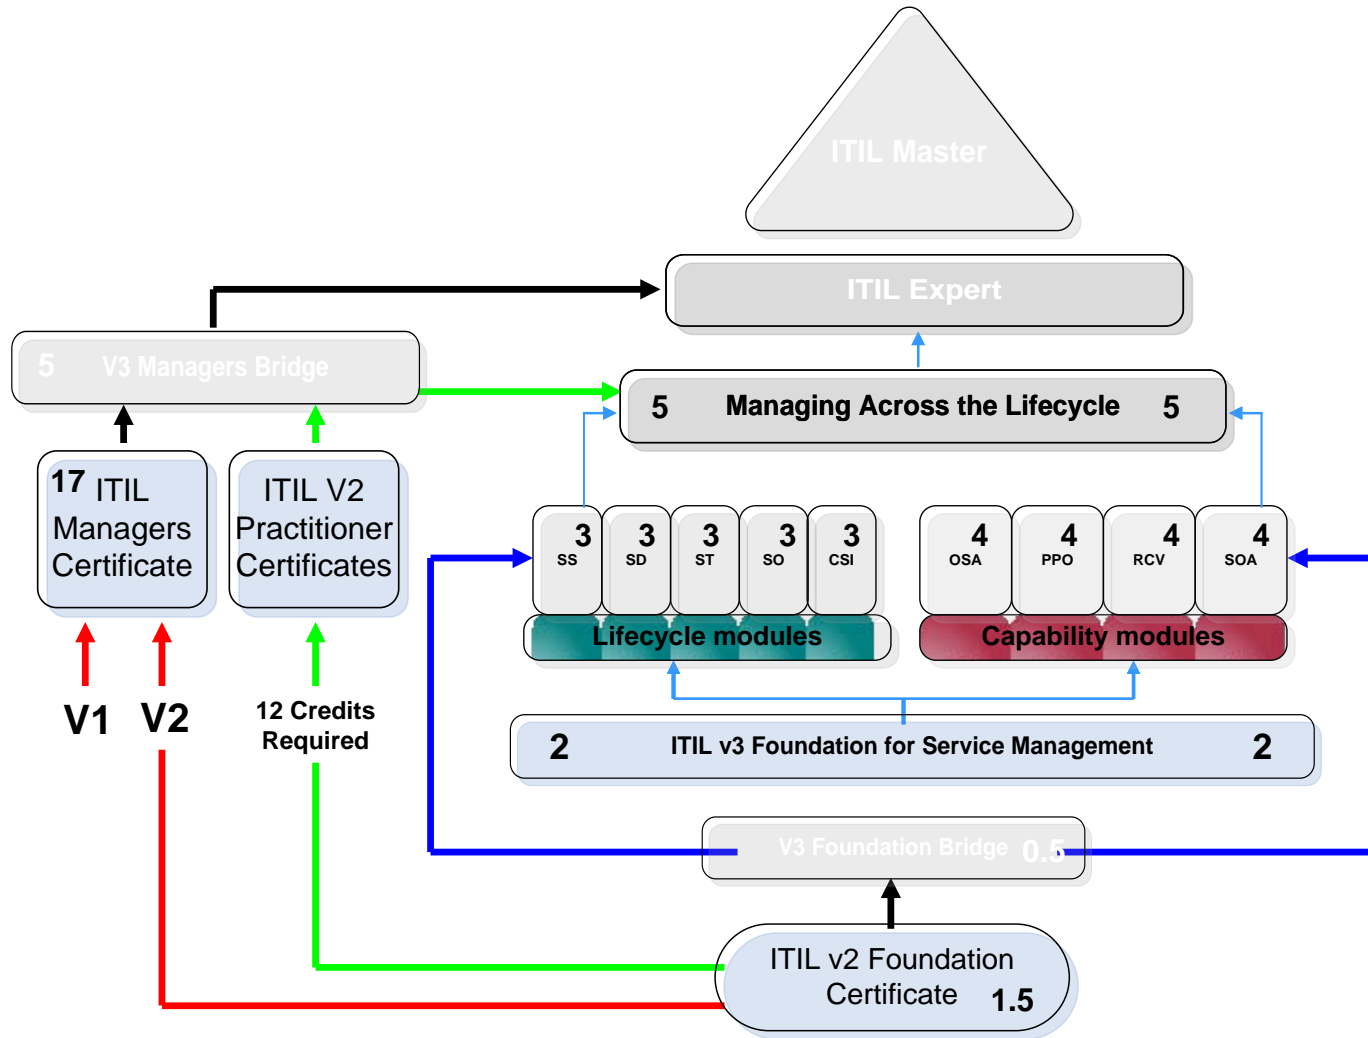 ITIL Master
ITIL Expert
5 V3 Managers Bridge
5 Managing Across the Lifecycle 5
17 ITIL
Managers
Certificate
ITIL V2
Practitioner
Certificates
3 3 3 3 3
SS SD ST SO CSI
4 4 4 4
OSA PPO RCV SOA
Lifecycle modules
Capability modules
V1 V2
12 Credits
Required
2 ITIL v3 Foundation for Service Management 2
V3 Foundation Bridge 0.5
ITIL v2 Foundation
Certificate 1.5